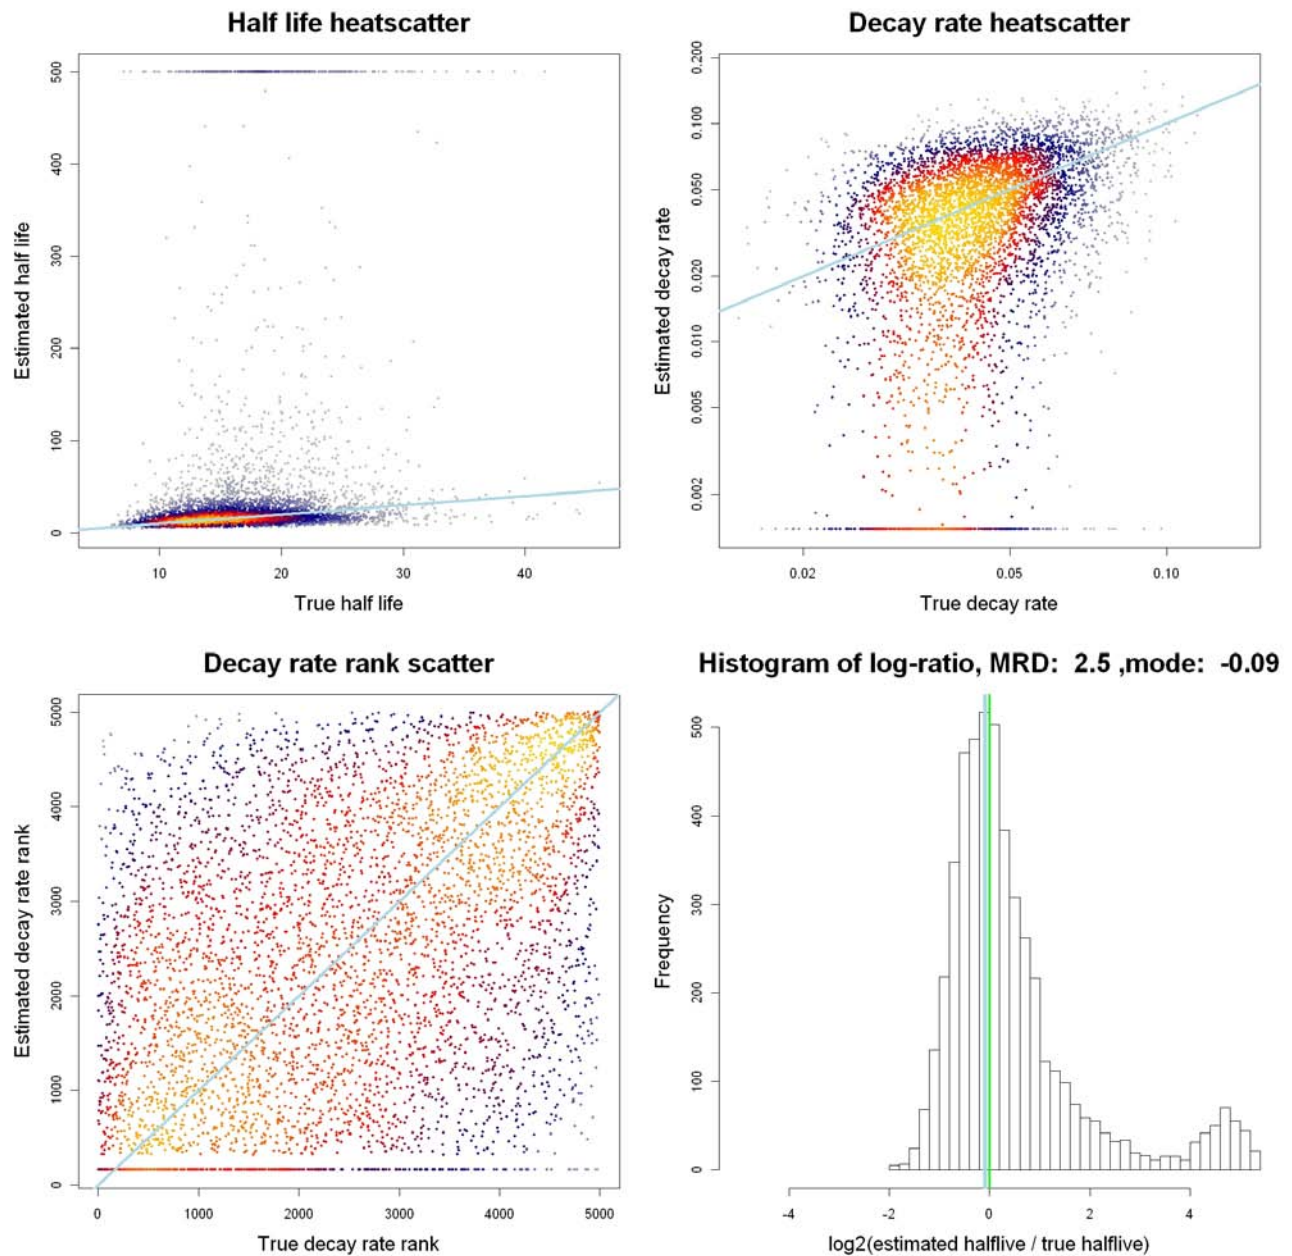 Half life heatscatter
Estimated half life
500
400
300
200
100
0
10 20 30 40
True half life
Decay rate heatscatter
Estimated decay rate
0.200
0.100
0.050
0.020
0.010
0.005
0.002
0.02 0.05 0.10
True decay rate
Decay rate rank scatter
Estimated decay rate rank
5000
4000
3000
2000
1000
0
0 1000 2000 3000 4000 5000
True decay rate rank
Histogram of log-ratio, MRD: 2.5 ,mode: -0.09
Frequency
500
400
300
200
100
0
-4 -2 0 2 4
log2(estimated halflive / true halflive)